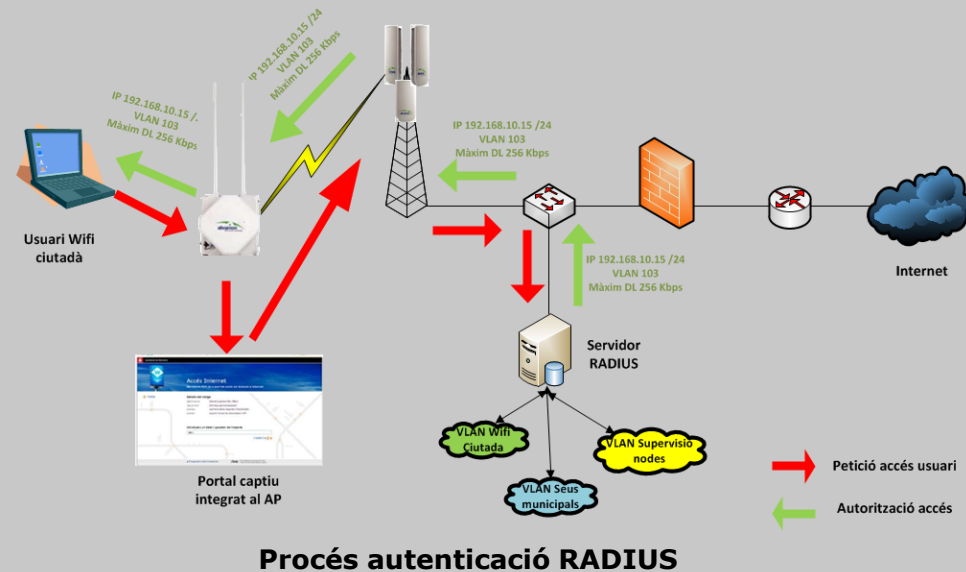 IP 192.168.10.15 /24
VLAN 103
Màxim DL 256 Kbps
IP 192.168.10.15 /
VLAN 103
Màxim DL 256 Kbps
IP 192.168.10.15 /24
VLAN 103
Màxim DL 256 Kbps
Usuari Wifi
ciutadà
alvarion
IP 192.168.10.15 /24
VLAN 103
Màxim DL 256 Kbps
Internet
Servidor
RADIUS
Accés Internet
VLAN Wifi
Ciutada
VLAN Supervisió
nodes
VLAN Seus
municipals
Portal captiu
integrat al AP
Petició accés usuari
Autorització accés
Procés autenticació RADIUS